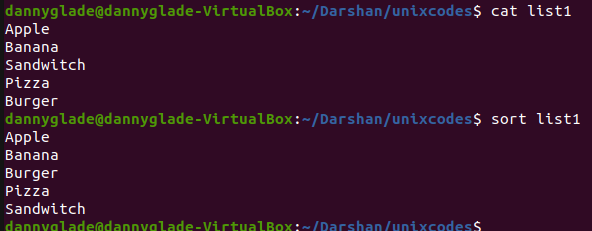 dannyglade@dannyglade-VirtualBox:~/Darshan/unixcodes$ cat list1
Apple
Banana
Sandwitch
Pizza
Burger
dannyglade@dannyglade-VirtualBox:~/Darshan/unixcodes$ sort list1
Apple
Banana
Burger
Pizza
Sandwitch
dannyglade@dannyglade-VirtualBox:~/Darshan/unixcodes$